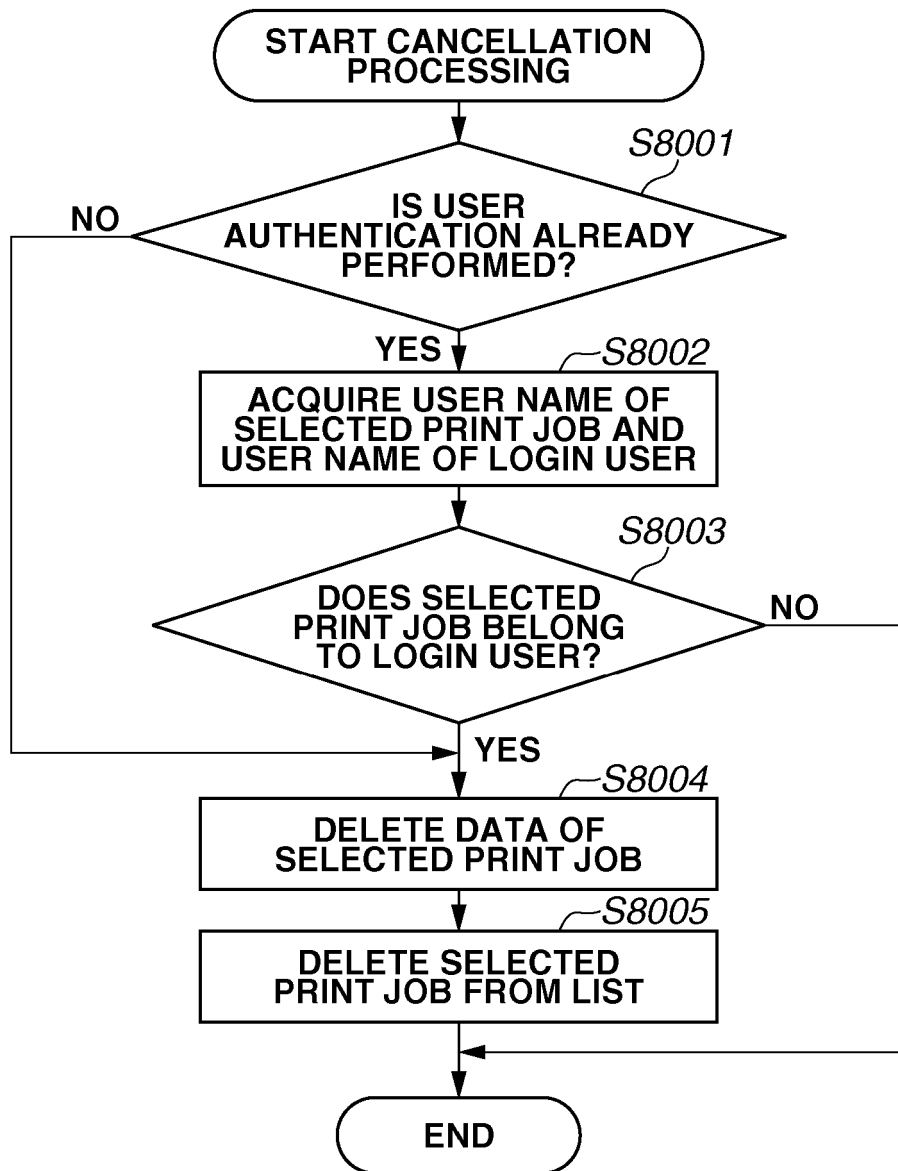 START CANCELLATION
PROCESSING
S8001
IS USER
AUTHENTICATION ALREADY
PERFORMED?
NO
YES
S8002
ACQUIRE USER NAME OF
SELECTED PRINT JOB AND
USER NAME OF LOGIN USER
S8003
DOES SELECTED
PRINT JOB BELONG
TO LOGIN USER?
NO
YES
S8004
DELETE DATA OF
SELECTED PRINT JOB
S8005
DELETE SELECTED
PRINT JOB FROM LIST
END